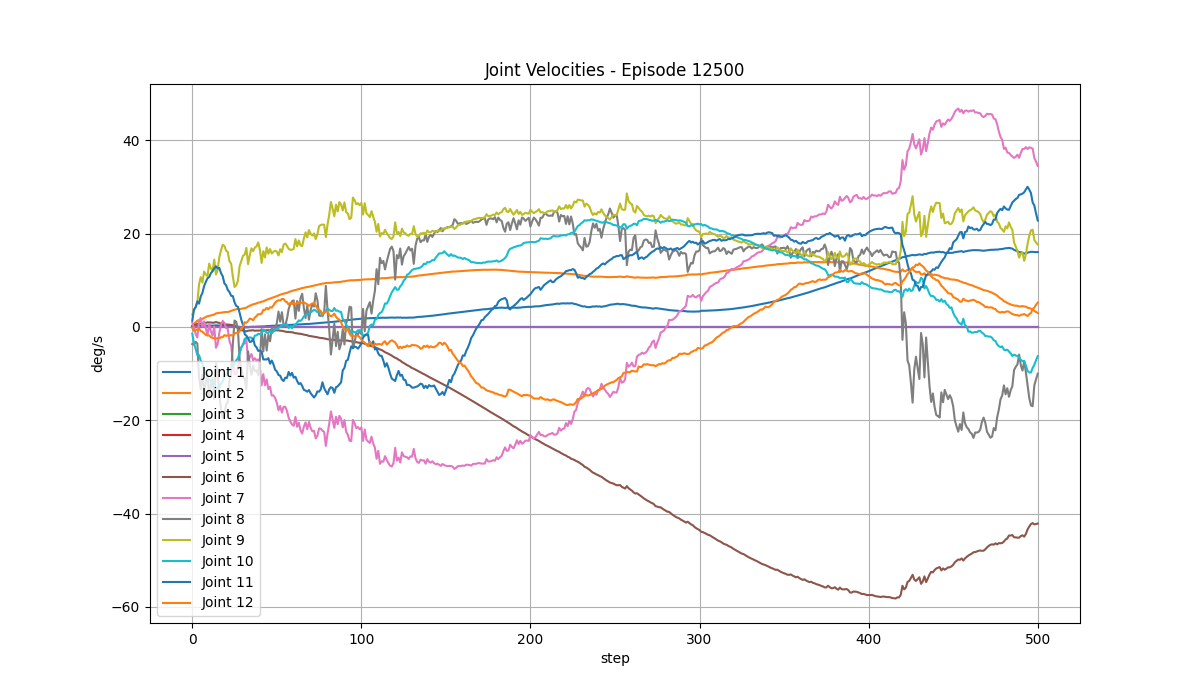 Joint Velocities - Episode 12500
deg/s
40
20
0
−20
−40
−60
Joint 1
Joint 2
Joint 3
Joint 4
Joint 5
Joint 6
Joint 7
Joint 8
Joint 9
Joint 10
Joint 11
Joint 12
0 100 200 300 400 500
step